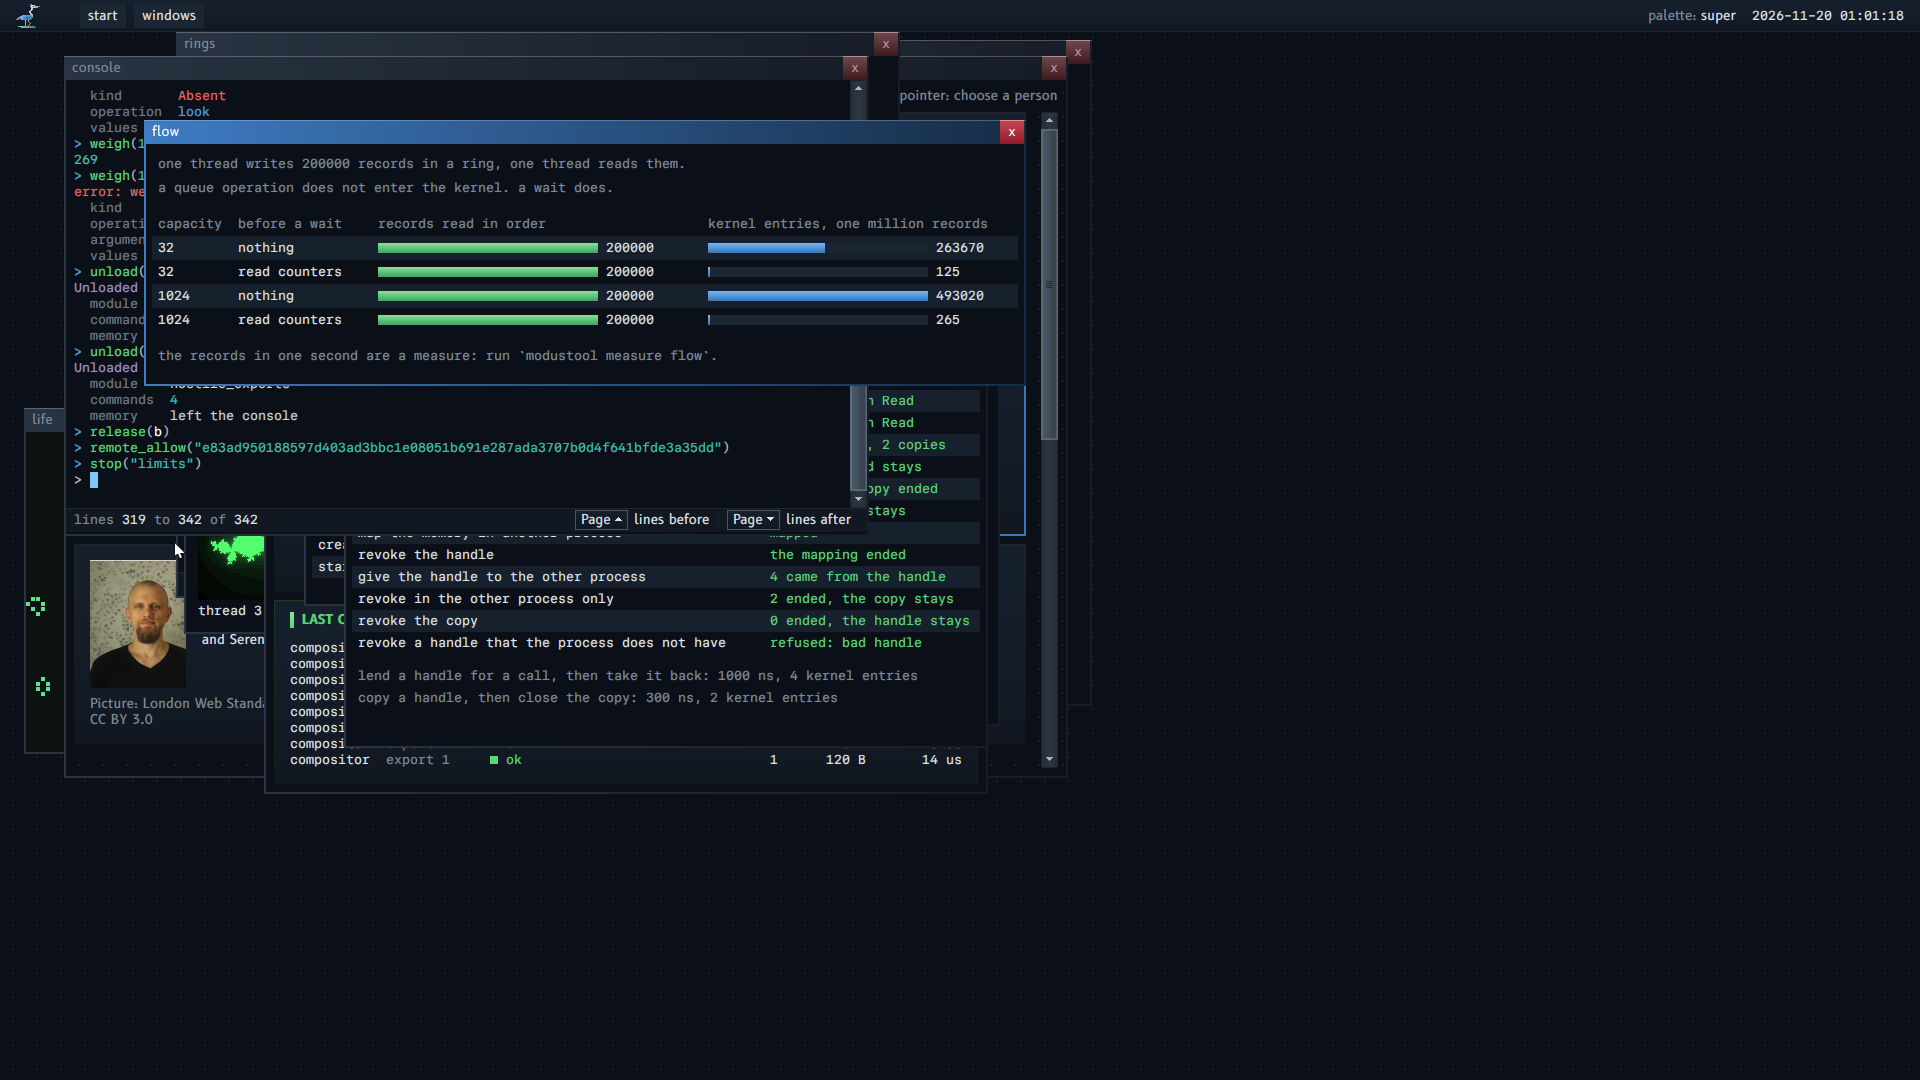 start windows palette: super 2026-11-20 01:01:18
rings x
x
console x
x
kind Absent
operation look
values
pointer: choose a person
flow x
> weigh(1
269
> weigh(1
error: we
kind
operati
argumen
values
> unload(
Unloaded
module
command
memory
> unload(
Unloaded
module
commands 4
memory left the console
> release(b)
> remote_allow("e83ad950188597d403ad3bbc1e08051b691e287ada3707b0d4f641bfde3a35dd")
> stop("limits")
>
lines 319 to 342 of 342 Page lines before Page lines after
one thread writes 200000 records in a ring, one thread reads them.
a queue operation does not enter the kernel. a wait does.
capacity before a wait records read in order kernel entries, one million records
32 nothing 200000 263670
32 read counters 200000 125
1024 nothing 200000 493020
1024 read counters 200000 265
the records in one second are a measure: run `modustool measure flow`.
Read
Read
, 2 copies
d stays
opy ended
stays
life
revoke the handle the mapping ended
give the handle to the other process 4 came from the handle
revoke in the other process only 2 ended, the copy stays
revoke the copy 0 ended, the handle stays
revoke a handle that the process does not have refused: bad handle
lend a handle for a call, then take it back: 1000 ns, 4 kernel entries
copy a handle, then close the copy: 300 ns, 2 kernel entries
crea
sta
thread 3
and Seren
Picture: London Web Standa
CC BY 3.0
LAST C
composi
composi
composi
composi
composi
composi
composi
compositor export 1 ok 1 120 B 14 us